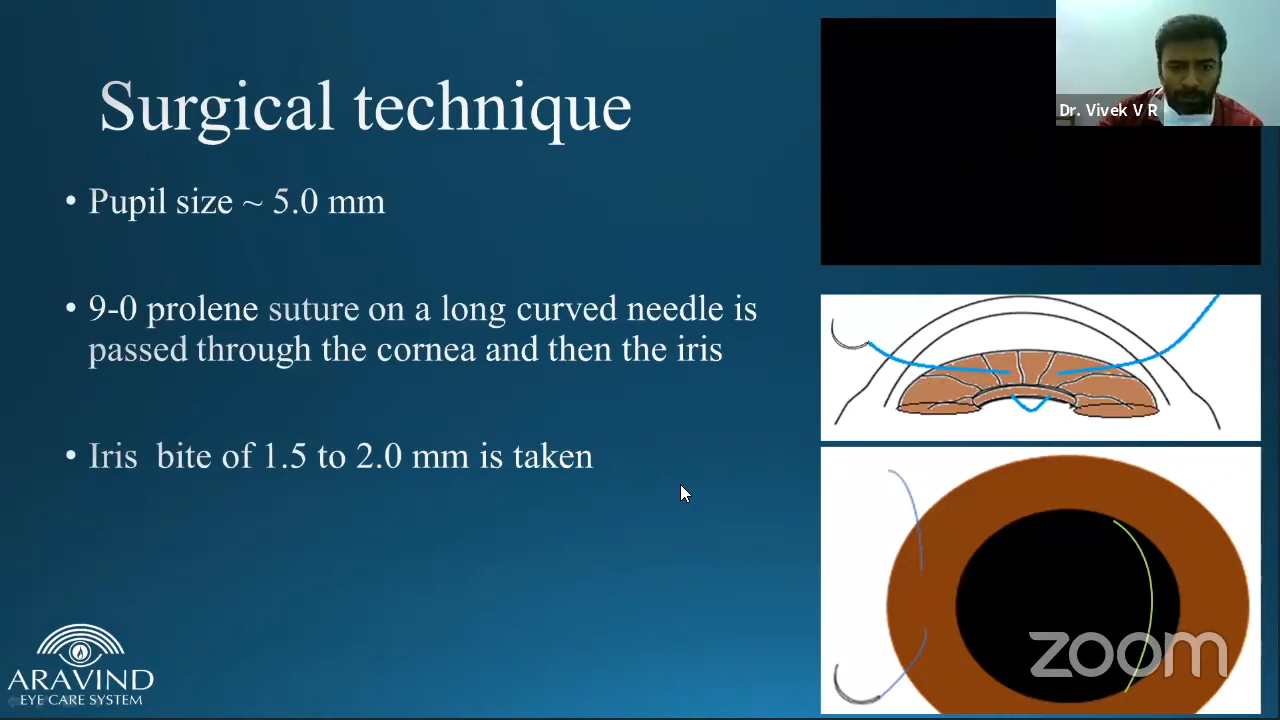 Surgical technique
Dr. Vivek V R
• Pupil size ~ 5.0 mm
• 9-0 prolene suture on a long curved needle is
passed through the cornea and then the iris
• Iris bite of 1.5 to 2.0 mm is taken
zoom
ARAVIND
EYE CARE SYSTEM